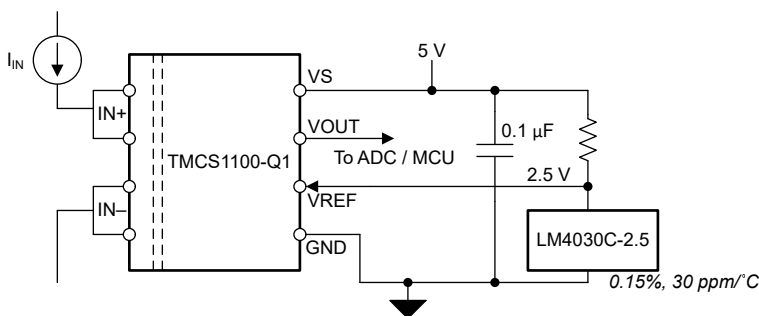 I_IN
IN+
IN–
TMCS1100-Q1
VS
VOUT
VREF
GND
5 V
To ADC / MCU
0.1 µF
2.5 V
LM4030C-2.5
0.15%, 30 ppm/˚C